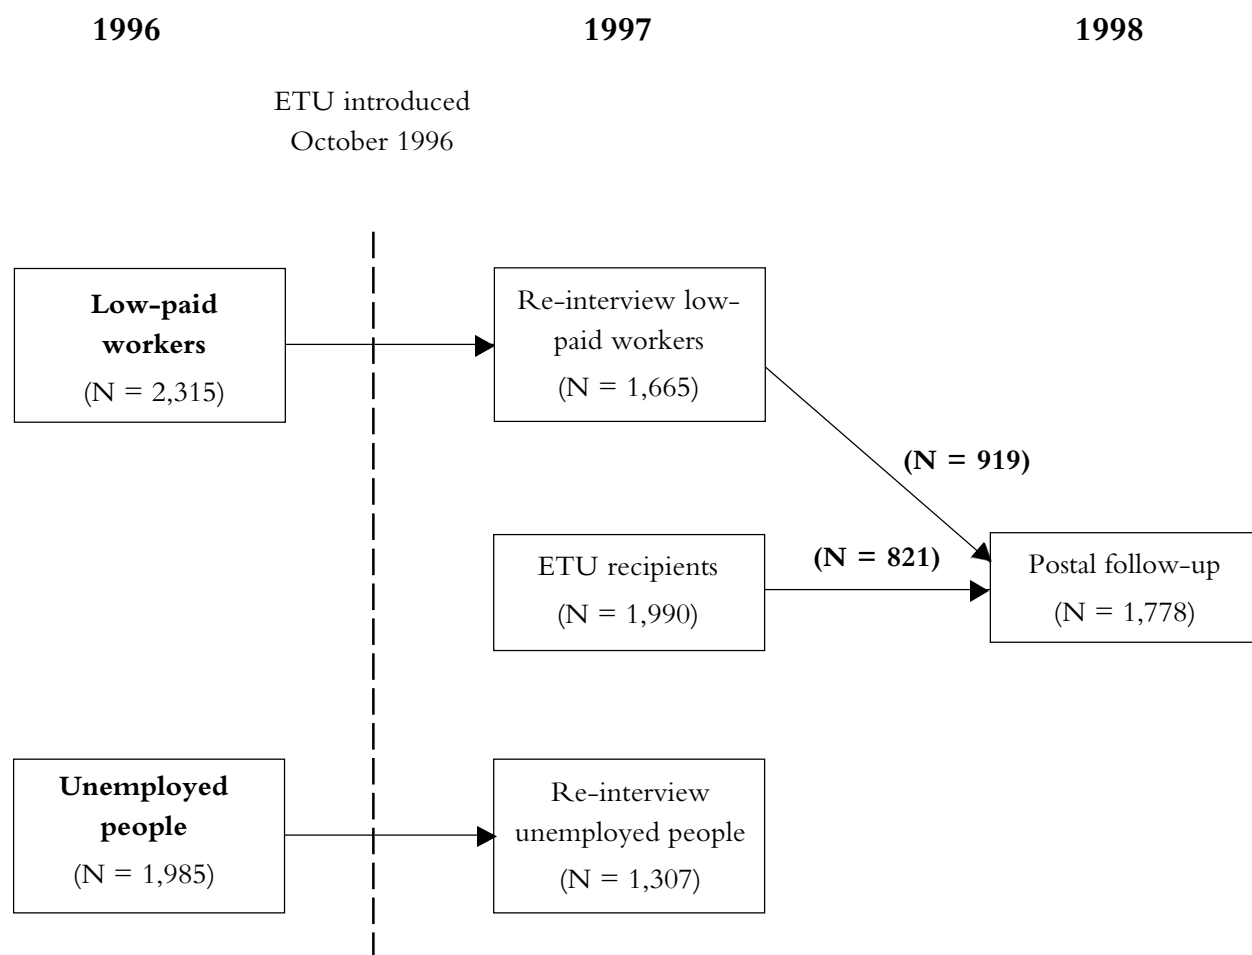 1996
1997
1998
ETU introduced
October 1996
Low-paid
workers
(N = 2,315)
Re-interview low-
paid workers
(N = 1,665)
(N = 919)
ETU recipients
(N = 1,990)
(N = 821)
Postal follow-up
(N = 1,778)
Unemployed
people
(N = 1,985)
Re-interview
unemployed people
(N = 1,307)